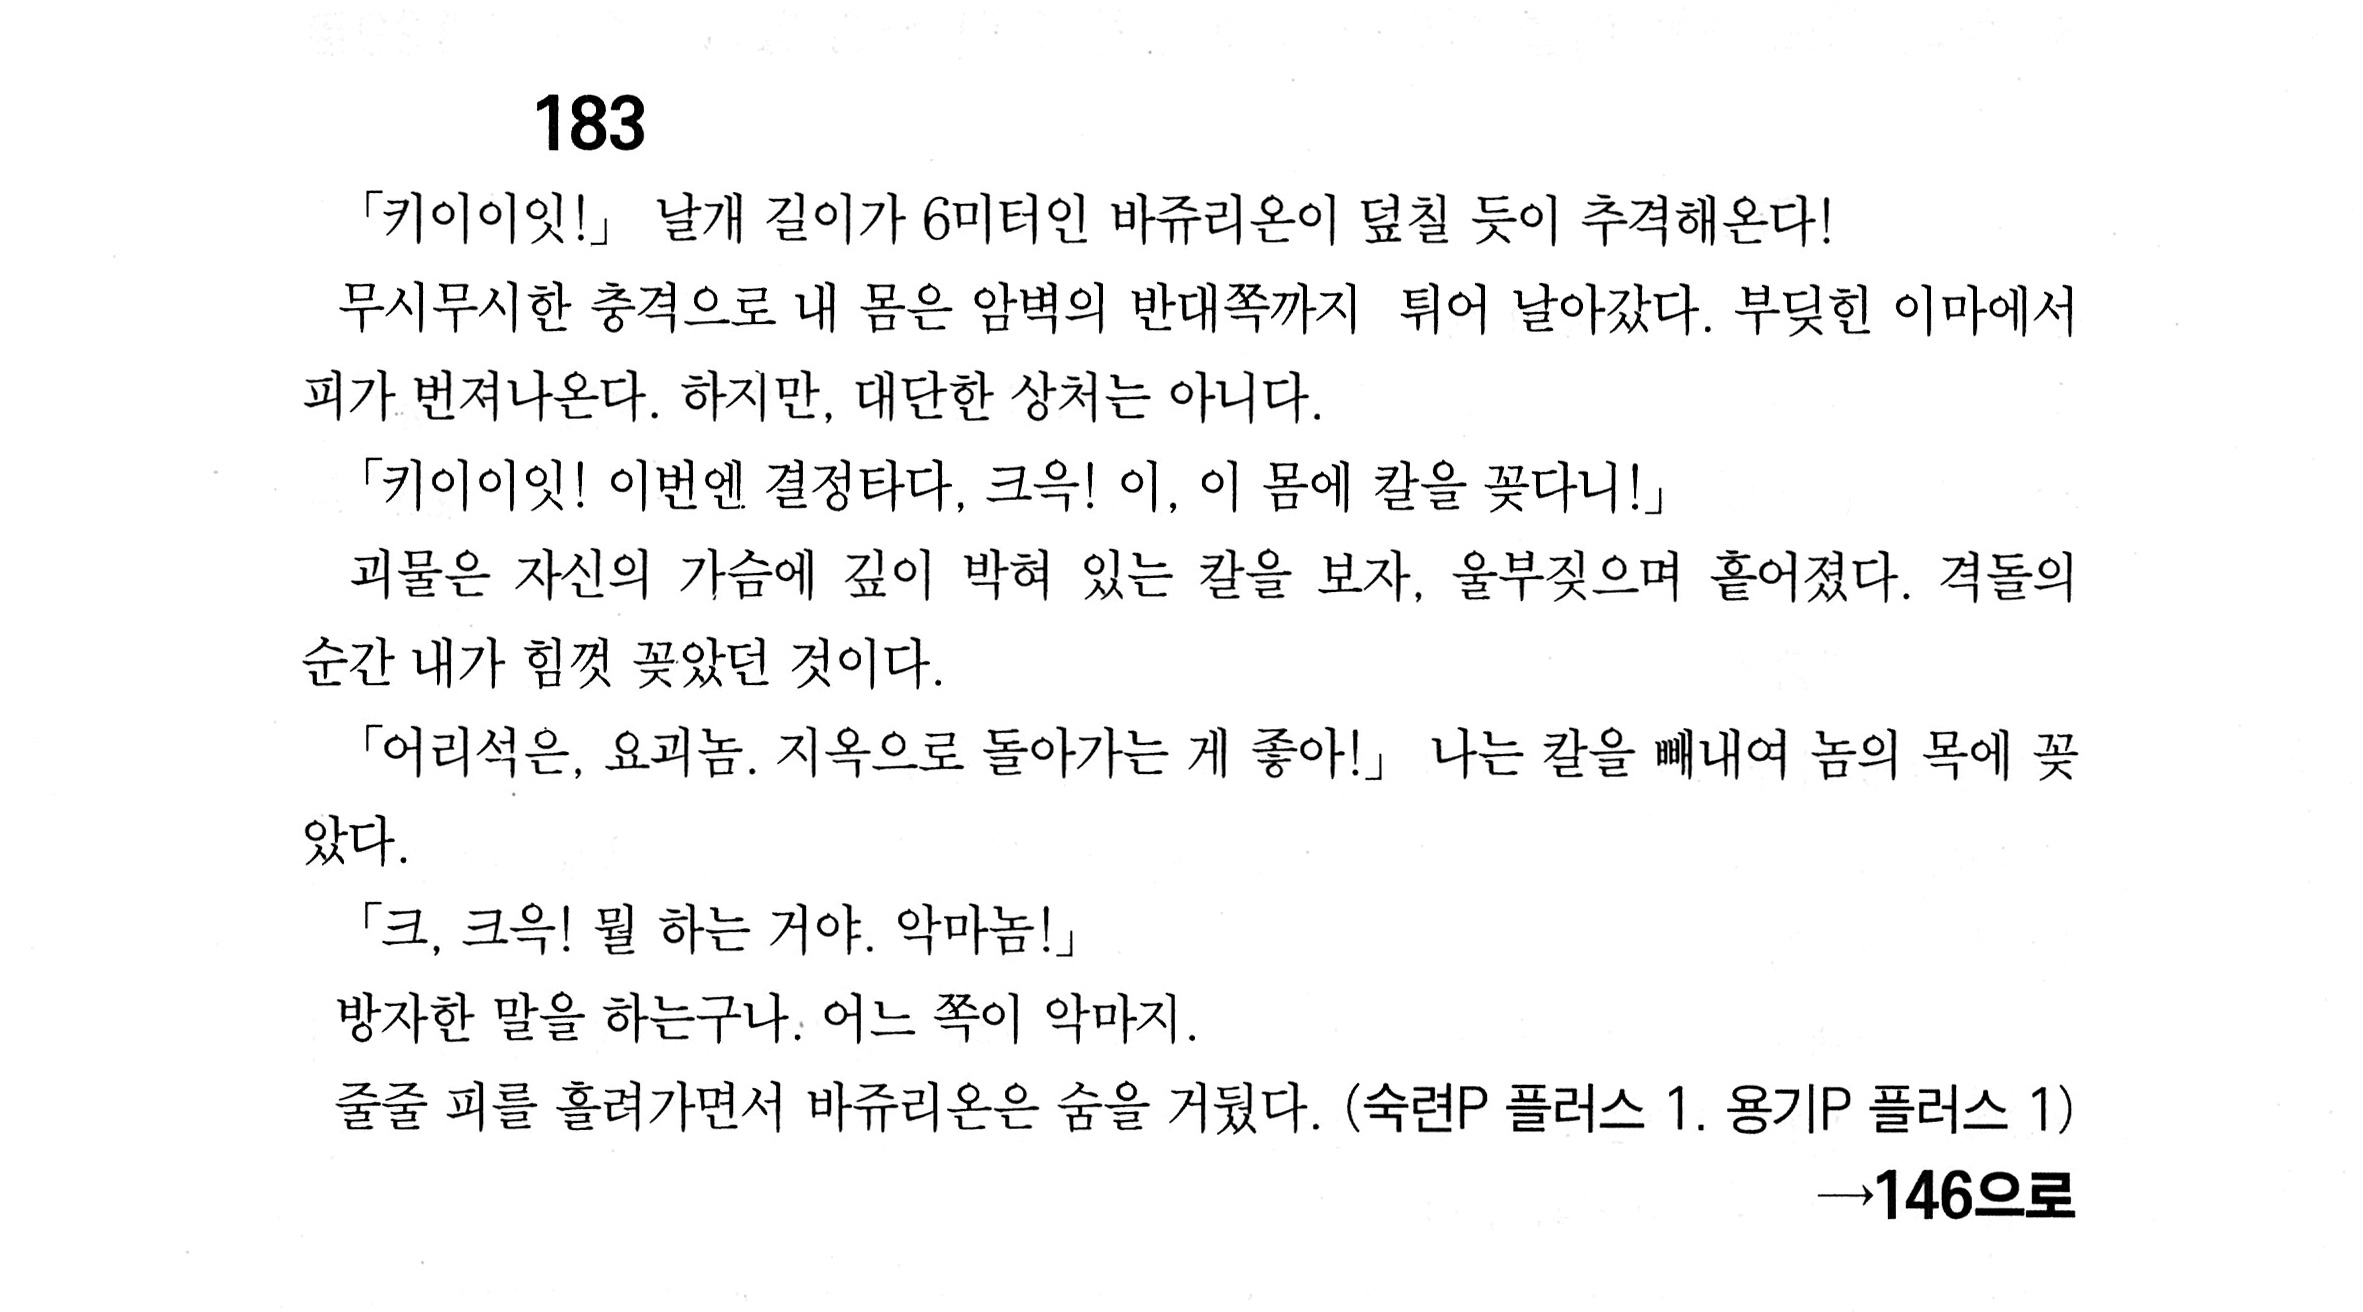 183
「키이이잇!」 날개 길이가 6미터인 바쥬리온이 덮칠 듯이 추격해온다!
무시무시한 충격으로 내 몸은 암벽의 반대쪽까지 튀어 날아갔다. 부딪힌 이마에서
피가 번져나온다. 하지만, 대단한 상처는 아니다.
「키이이잇! 이번엔 결정타다, 크윽! 이, 이 몸에 칼을 꽂다니!」
괴물은 자신의 가슴에 깊이 박혀 있는 칼을 보자, 울부짖으며 흩어졌다. 격돌의
순간 내가 힘껏 꽂았던 것이다.
「어리석은, 요괴놈. 지옥으로 돌아가는 게 좋아!」 나는 칼을 빼내여 놈의 목에 꽂
았다.
「크, 크윽! 뭘 하는 거야. 악마놈!」
방자한 말을 하는구나. 어느 쪽이 악마지.
줄줄 피를 흘려가면서 바쥬리온은 숨을 거뒀다. (숙련P 플러스 1. 용기P 플러스 1)
→146으로